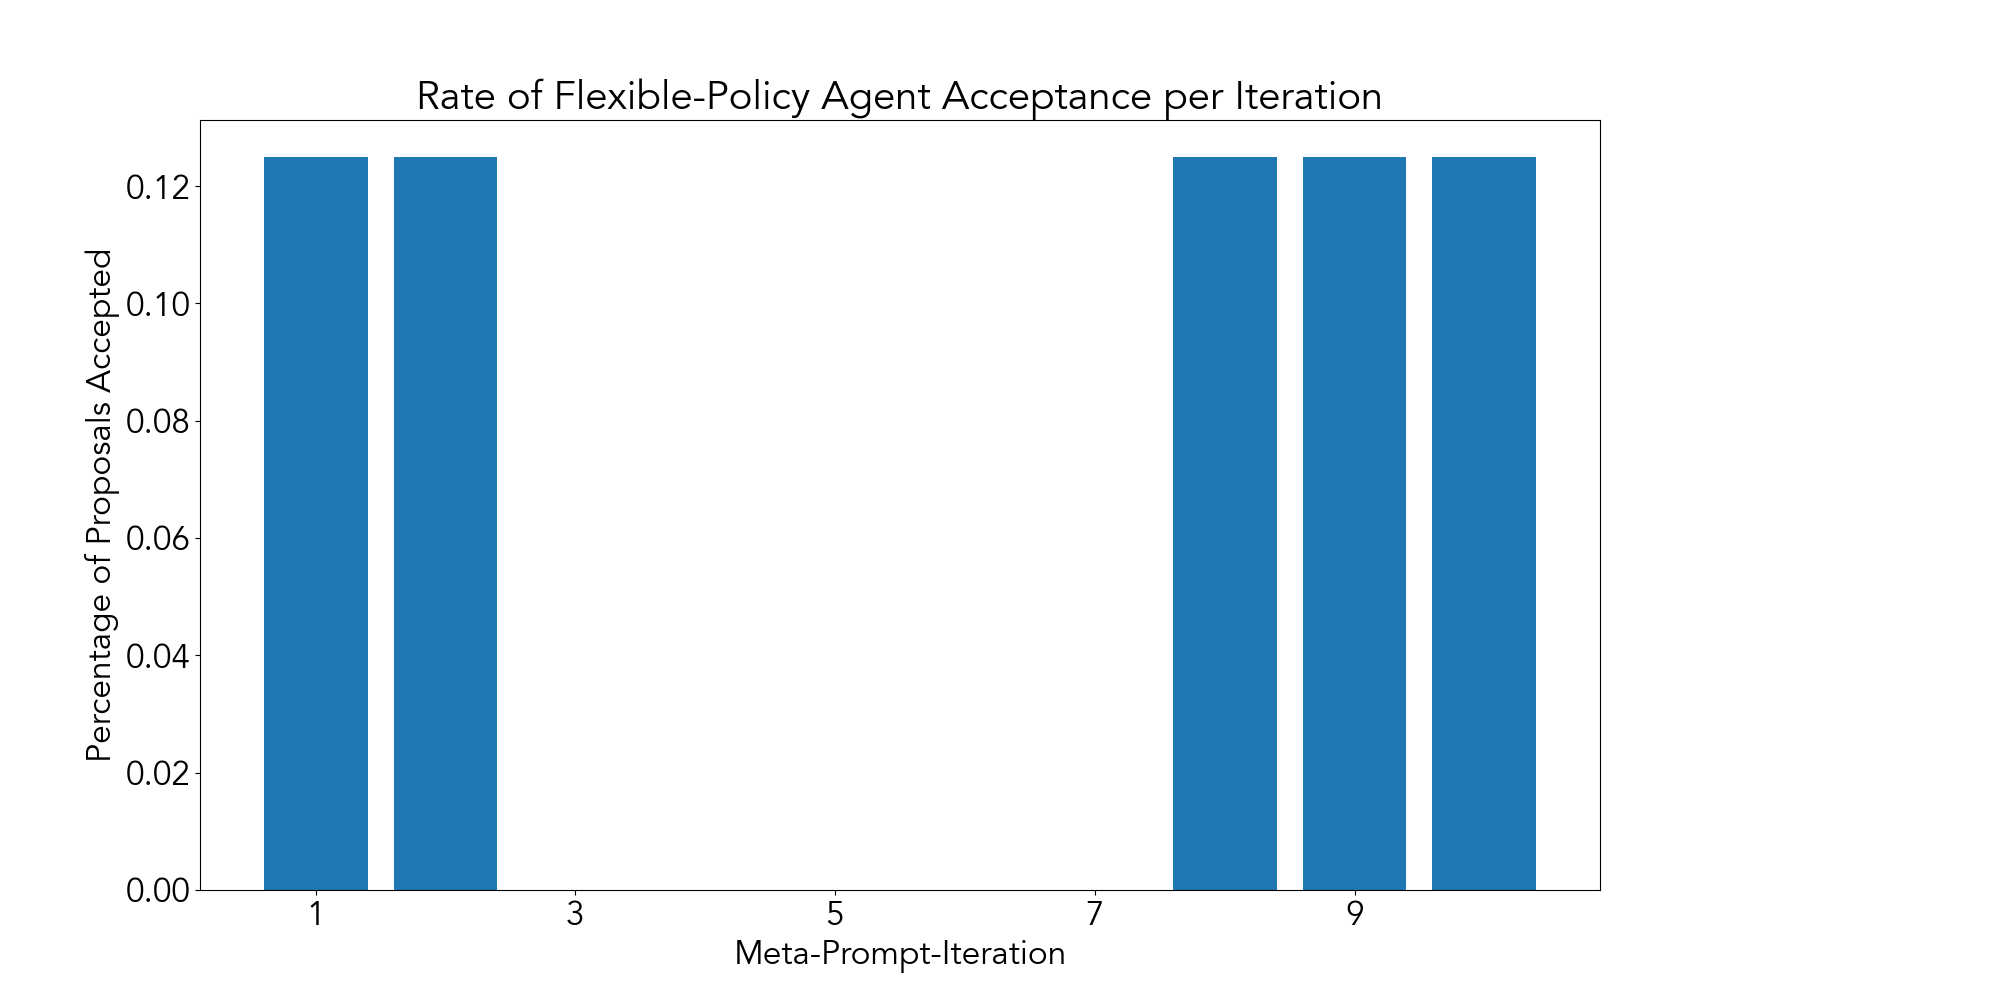 Rate of Flexible-Policy Agent Acceptance per Iteration
Percentage of Proposals Accepted
0.12
0.10
0.08
0.06
0.04
0.02
0.00
1 3 5 7 9
Meta-Prompt-Iteration